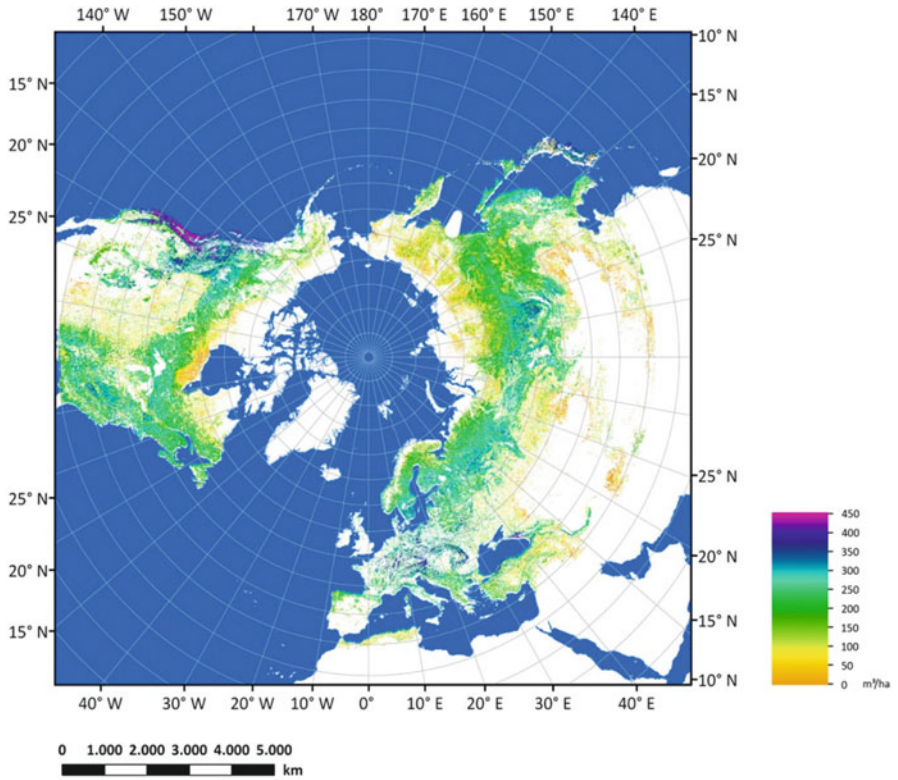 140° W 150° W 170° W 180° 170° E 160° E 150° E 140° E
10° N
15° N 15° N
20° N 20° N
25° N 25° N
25° N 25° N
20° N 20° N
15° N 15° N
10° N
40° W 30° W 20° W 10° W 0° 10° E 20° E 30° E 40° E
450
400
350
300
250
200
150
100
50
0 m³/ha
0 1.000 2.000 3.000 4.000 5.000
km